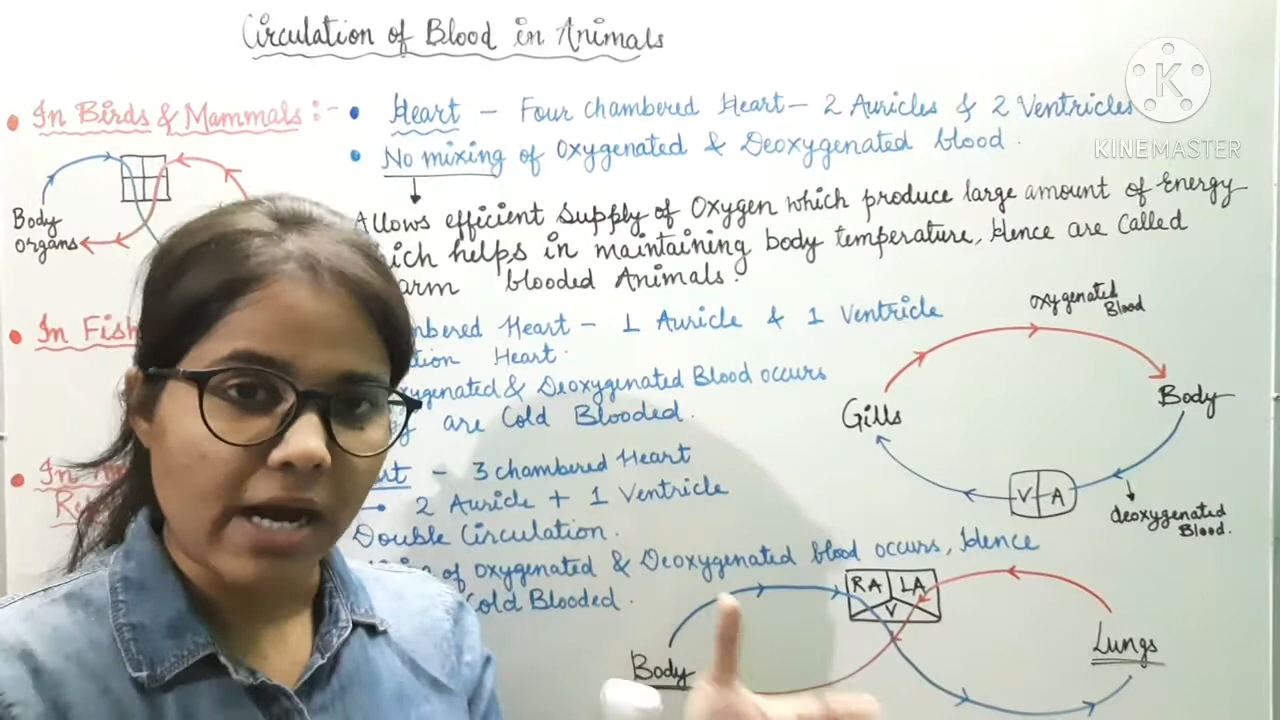 Circulation of Blood in Animals
K
KINEMASTER
• In Birds & Mammals :-
• Heart - Four chambered Heart - 2 Auricles & 2 Ventricles
• No mixing of Oxygenated & Deoxygenated blood.
Allows efficient supply of Oxygen which produce large amount of Energy
ich helps in maintaining body temperature, Hence are Called
arm blooded Animals.
Body
organs
• In Fish
mbered Heart - 1 Auricle & 1 Ventricle
tion Heart.
xygenated & Deoxygenated Blood occurs
are Cold Blooded.
oxygenated
Blood
Gills
Body
V A
deoxygenated
Blood.
• In
art - 3 chambered Heart
2 Auricle + 1 Ventricle
Double Circulation.
of oxygenated & Deoxygenated blood occurs, Hence
Cold Blooded.
RA LA
V
Body
Lungs